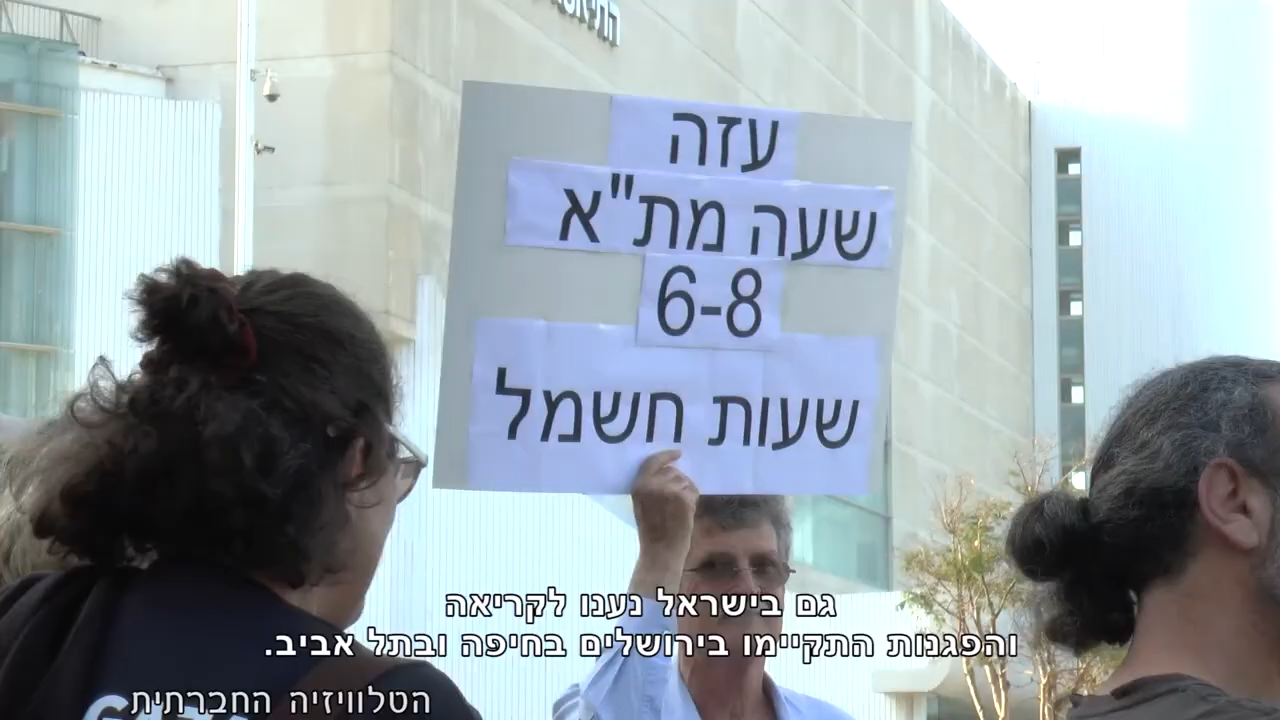 עזה
שעה מת"א
6-8
שעות חשמל
גם בישראל נענו לקריאה
והפגנות התקיימו בירושלים בחיפה ובתל אביב.
הטלוויזיה החברתית